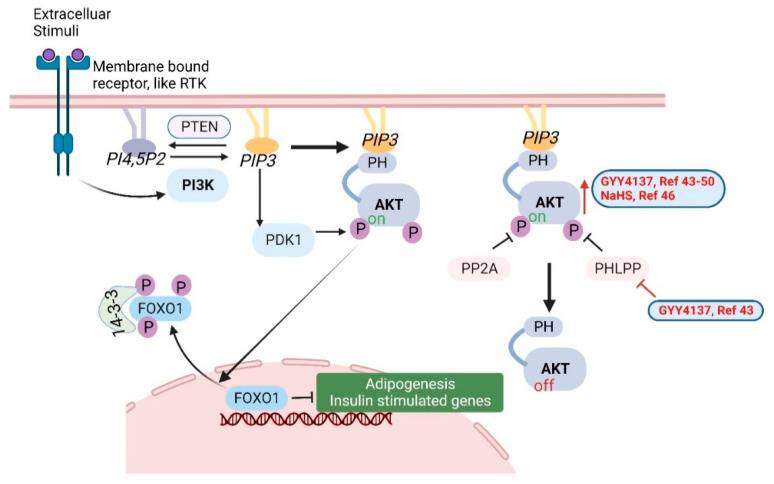 Extracelluar
Stimuli
Membrane bound
receptor, like RTK
PTEN
PI4,5P2
PIP3
PIP3
PIP3
PH
PH
PI3K
AKT
on
P
P
PDK1
AKT
on
P
P
GYY4137, Ref 43-50
NaHS, Ref 46
PP2A
PHLPP
GYY4137, Ref 43
P
P
14-3-3
FOXO1
P
PH
AKT
off
FOXO1
Adipogenesis
Insulin stimulated genes